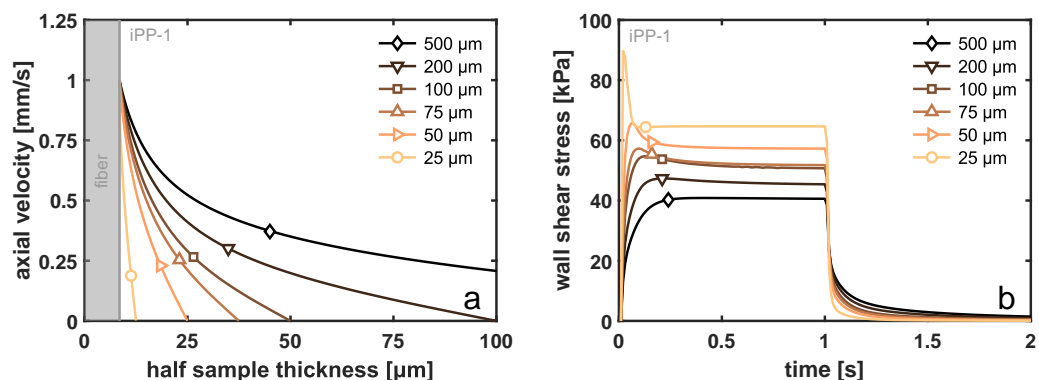 axial velocity [mm/s]
1.25
1
0.75
0.5
0.25
0
iPP-1
fiber
500 µm
200 µm
100 µm
75 µm
50 µm
25 µm
a
0
25
50
75
100
half sample thickness [µm]
wall shear stress [kPa]
100
80
60
40
20
0
iPP-1
500 µm
200 µm
100 µm
75 µm
50 µm
25 µm
b
0
0.5
1
1.5
2
time [s]